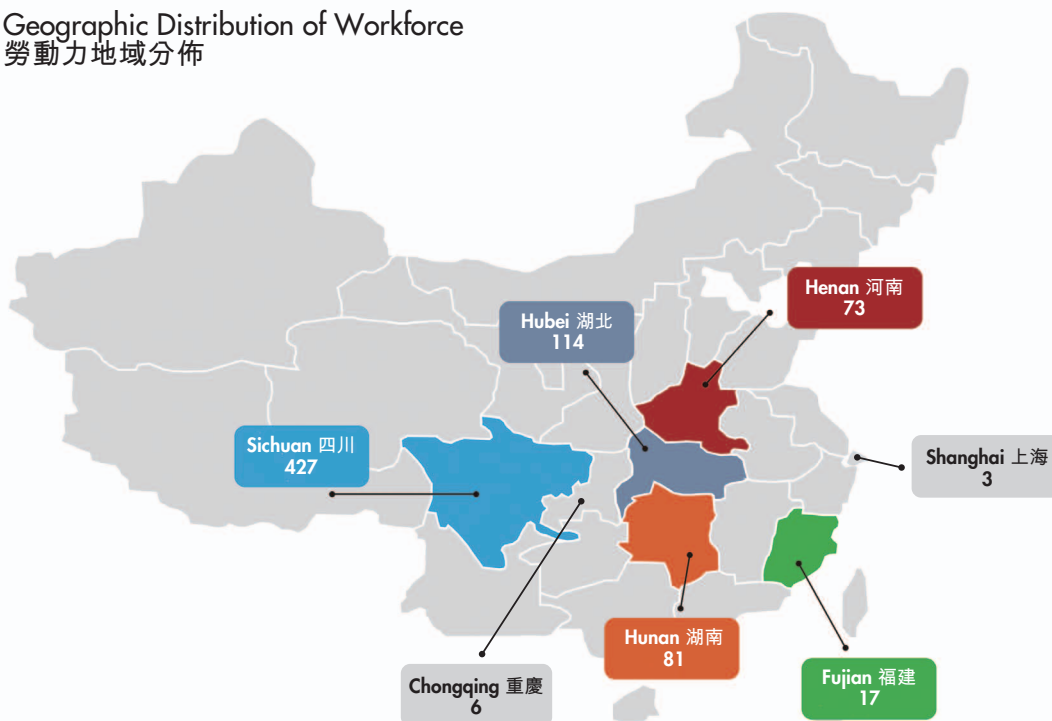 Geographic Distribution of Workforce
勞動力地域分佈
Henan 河南
73
Hubei 湖北
114
Sichuan 四川
427
Shanghai 上海
3
Hunan 湖南
81
Fujian 福建
17
Chongqing 重慶
6